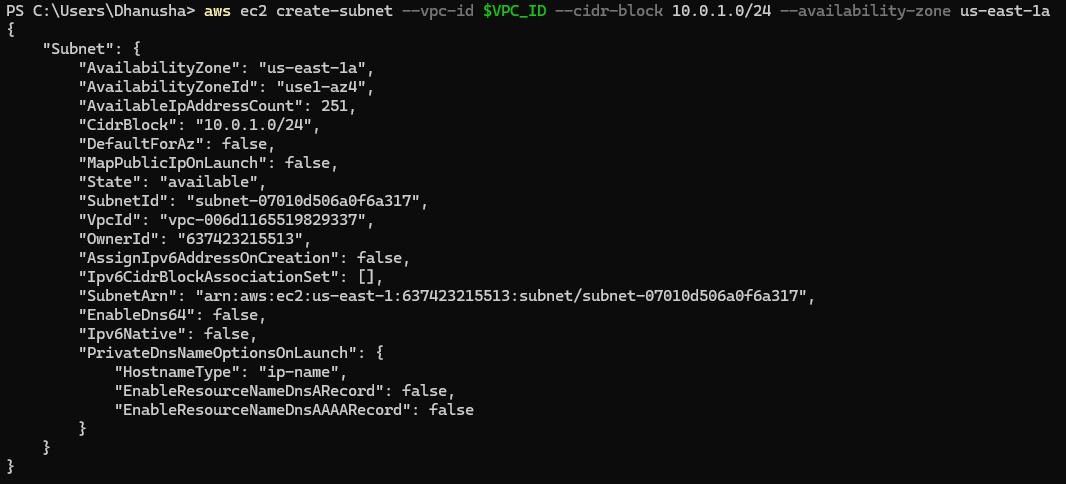 PS C:\Users\Dhanusha> aws ec2 create-subnet --vpc-id $VPC_ID --cidr-block 10.0.1.0/24 --availability-zone us-east-1a
{
    "Subnet": {
        "AvailabilityZone": "us-east-1a",
        "AvailabilityZoneId": "use1-az4",
        "AvailableIpAddressCount": 251,
        "CidrBlock": "10.0.1.0/24",
        "DefaultForAz": false,
        "MapPublicIpOnLaunch": false,
        "State": "available",
        "SubnetId": "subnet-07010d506a0f6a317",
        "VpcId": "vpc-006d1165519829337",
        "OwnerId": "637423215513",
        "AssignIpv6AddressOnCreation": false,
        "Ipv6CidrBlockAssociationSet": [],
        "SubnetArn": "arn:aws:ec2:us-east-1:637423215513:subnet/subnet-07010d506a0f6a317",
        "EnableDns64": false,
        "Ipv6Native": false,
        "PrivateDnsNameOptionsOnLaunch": {
            "HostnameType": "ip-name",
            "EnableResourceNameDnsARecord": false,
            "EnableResourceNameDnsAAAARecord": false
        }
    }
}